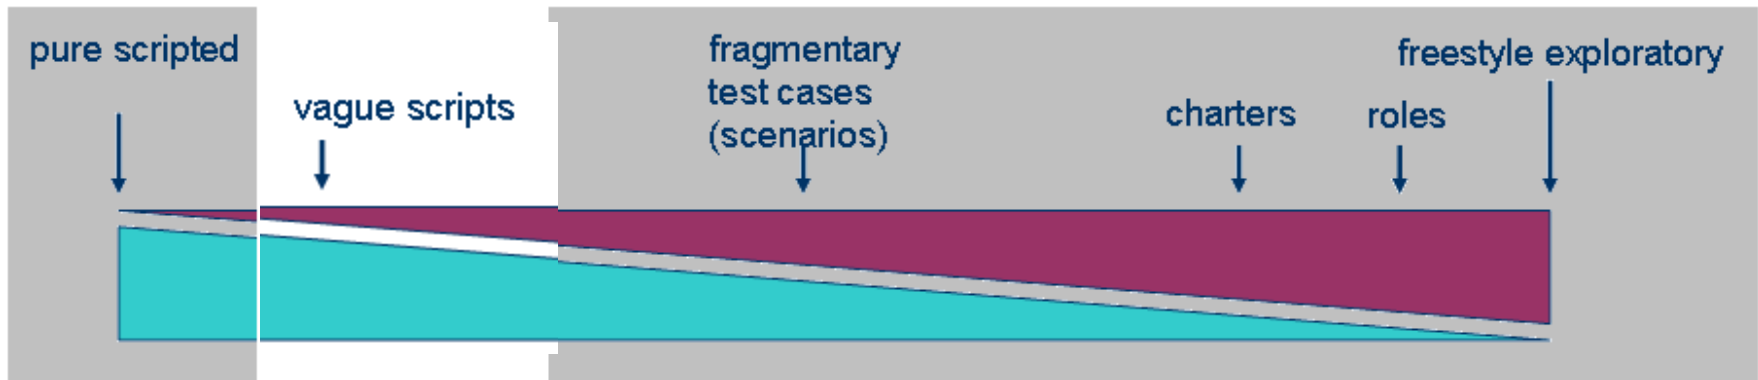 pure scripted
vague scripts
fragmentary
test cases
(scenarios)
charters
roles
freestyle exploratory